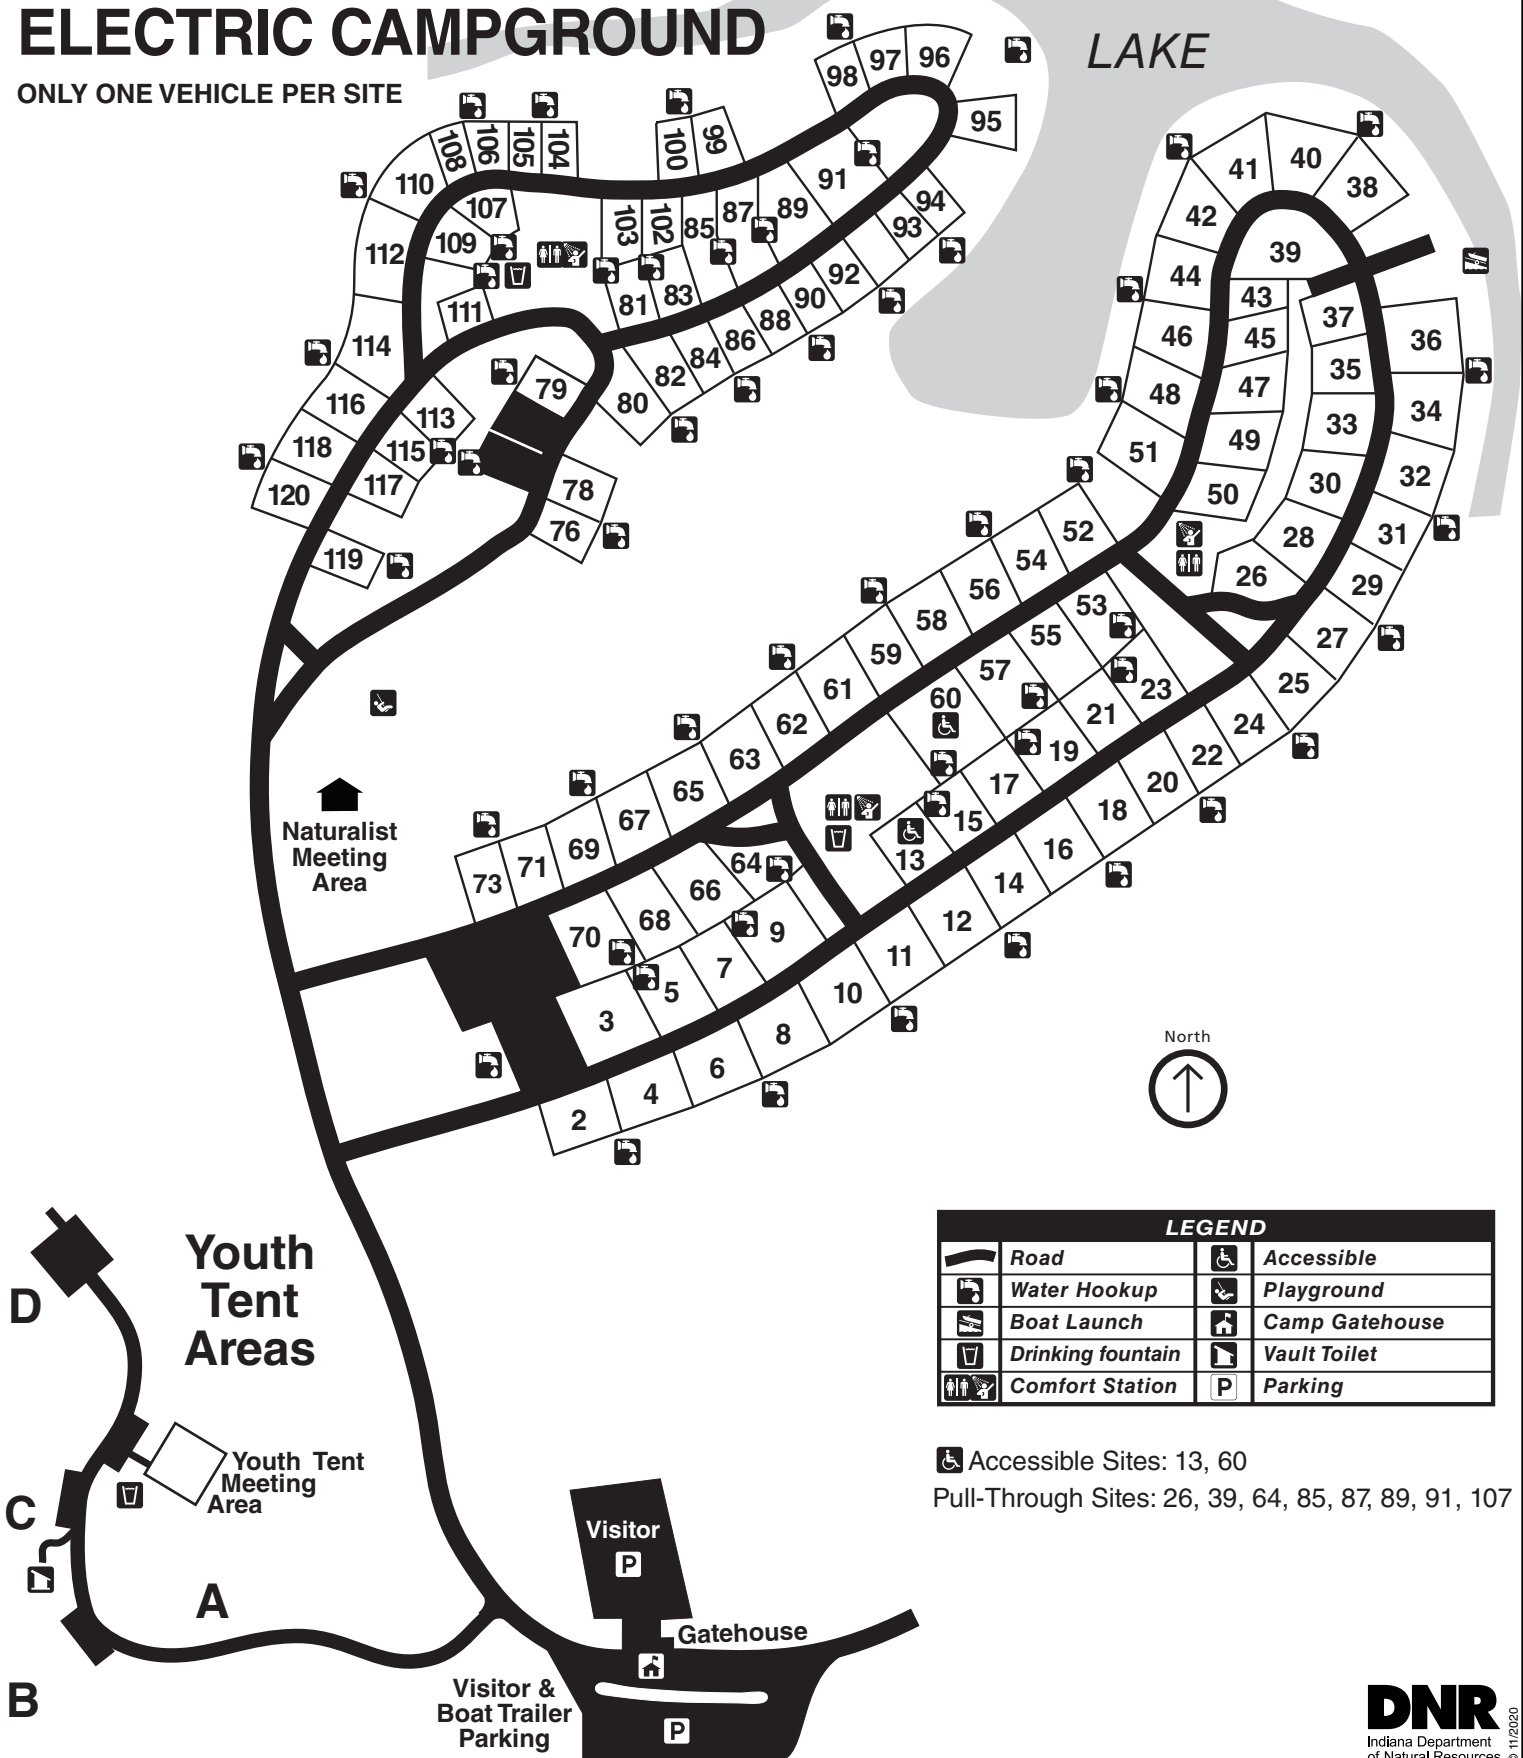 ELECTRIC CAMPGROUND
ONLY ONE VEHICLE PER SITE
LAKE
98
97
96
95
108
106
105
104
100
99
110
107
103
102
85
87
89
91
94
93
112
109
111
81
83
92
90
88
86
84
82
80
114
79
116
113
118
115
117
120
119
78
76
41
40
38
42
39
44
43
37
46
45
36
35
48
47
34
33
51
49
32
30
50
31
28
26
29
27
25
24
52
54
56
53
58
55
59
57
61
60
23
62
21
22
63
19
20
65
17
18
67
15
16
69
13
14
71
64
73
66
12
68
9
11
70
7
10
5
3
8
6
4
2
Naturalist
Meeting
Area
North
LEGEND
Road
Accessible
Water Hookup
Playground
Boat Launch
Camp Gatehouse
Drinking fountain
Vault Toilet
Comfort Station
P
Parking
Accessible Sites: 13, 60
Pull-Through Sites: 26, 39, 64, 85, 87, 89, 91, 107
Youth
Tent
Areas
D
Youth Tent
Meeting
Area
C
A
B
Visitor
P
Gatehouse
Visitor &
Boat Trailer
Parking
P
DNR
Indiana Department
of Natural Resources
© 11/2020